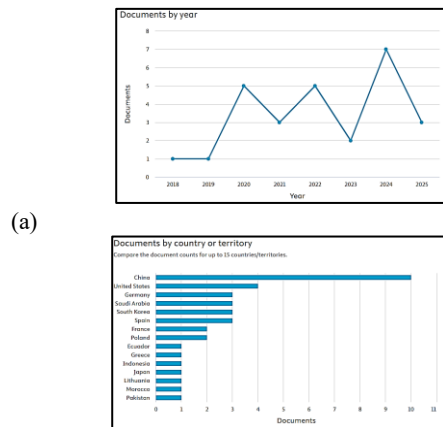 Documents by year
8
7
6
5
4
3
2
1
0
Documents
2018 2019 2020 2021 2022 2023 2024 2025
Year
(a)
Documents by country or territory
Compare the document counts for up to 15 countries/territories.
China
United States
Germany
Saudi Arabia
South Korea
Spain
France
Poland
Ecuador
Greece
Indonesia
Japan
Lithuania
Morocco
Pakistan
0 1 2 3 4 5 6 7 8 9 10 11
Documents